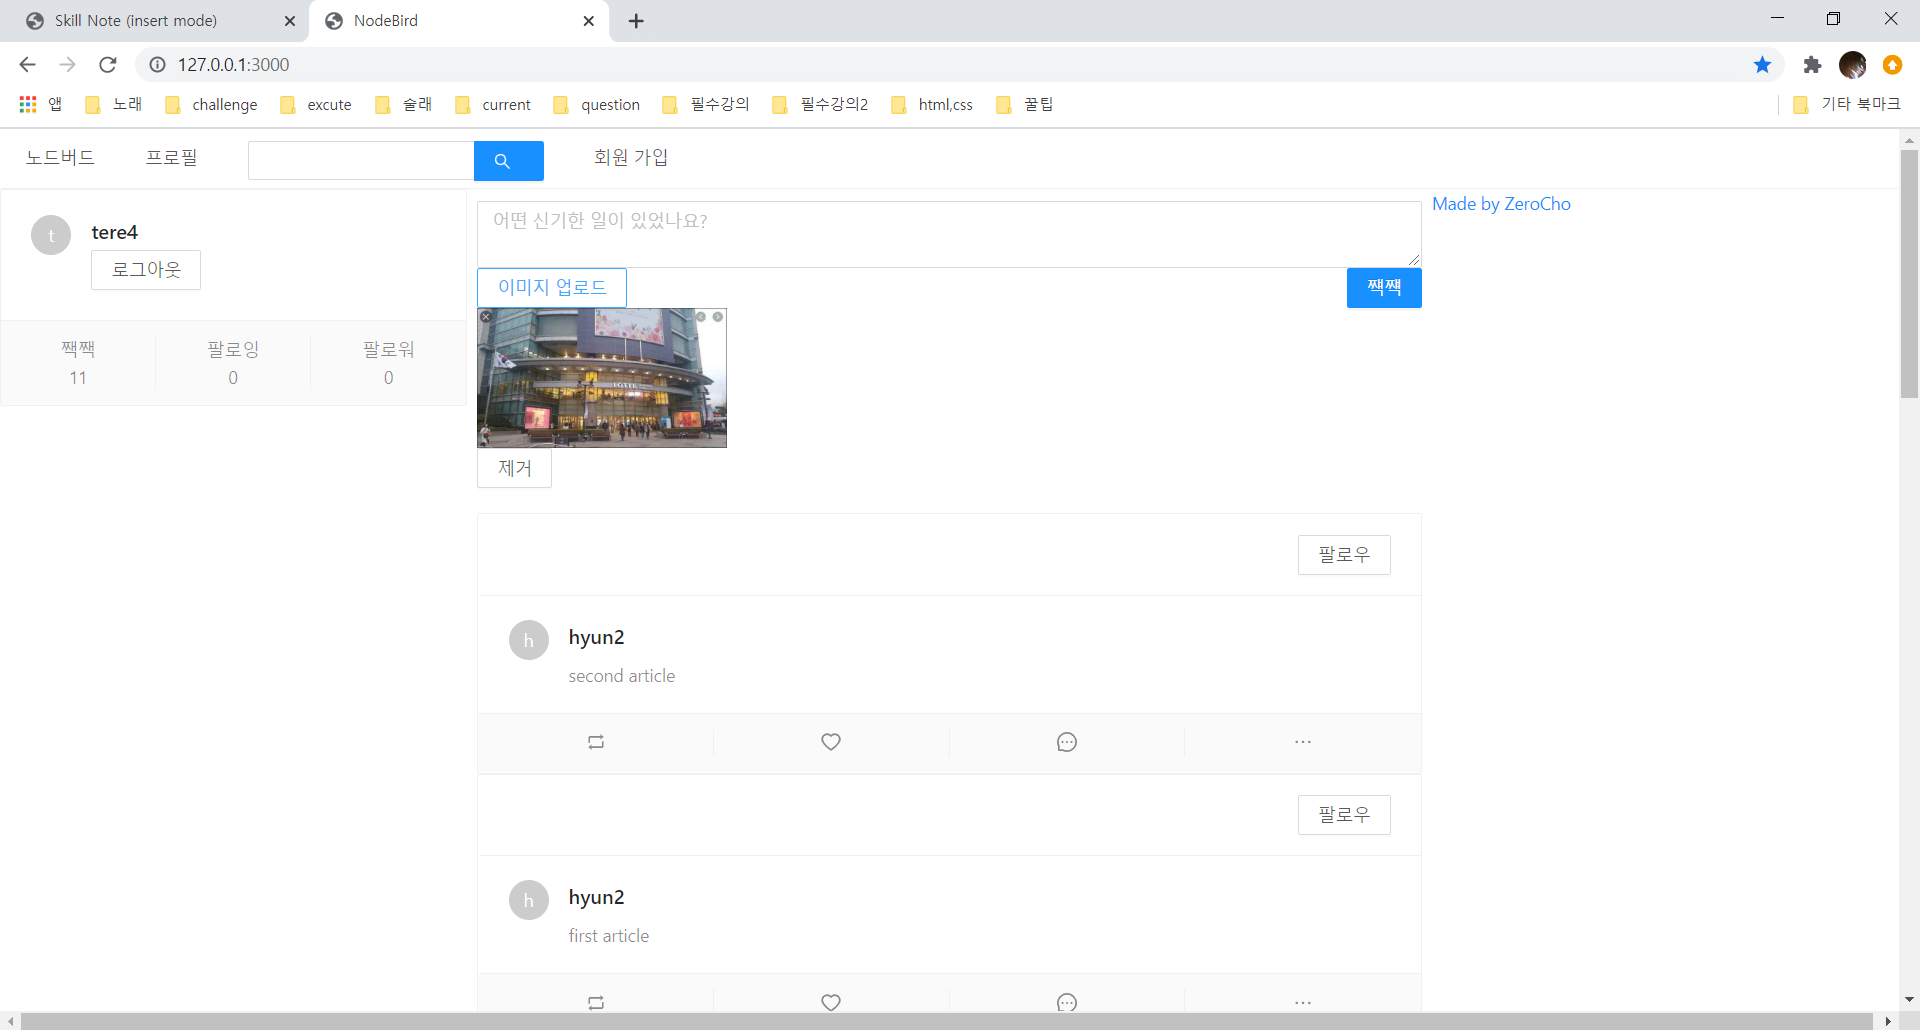 Skill Note (insert mode)
NodeBird
127.0.0.1:3000
앱
노래
challenge
excute
술래
current
question
필수강의
필수강의2
html,css
꿀팁
기타 북마크
노드버드
프로필
회원 가입
t
tere4
로그아웃
짹짹
11
팔로잉
0
팔로워
0
어떤 신기한 일이 있었나요?
이미지 업로드
짹짹
LOTTE
제거
Made by ZeroCho
팔로우
h
hyun2
second article
팔로우
h
hyun2
first article